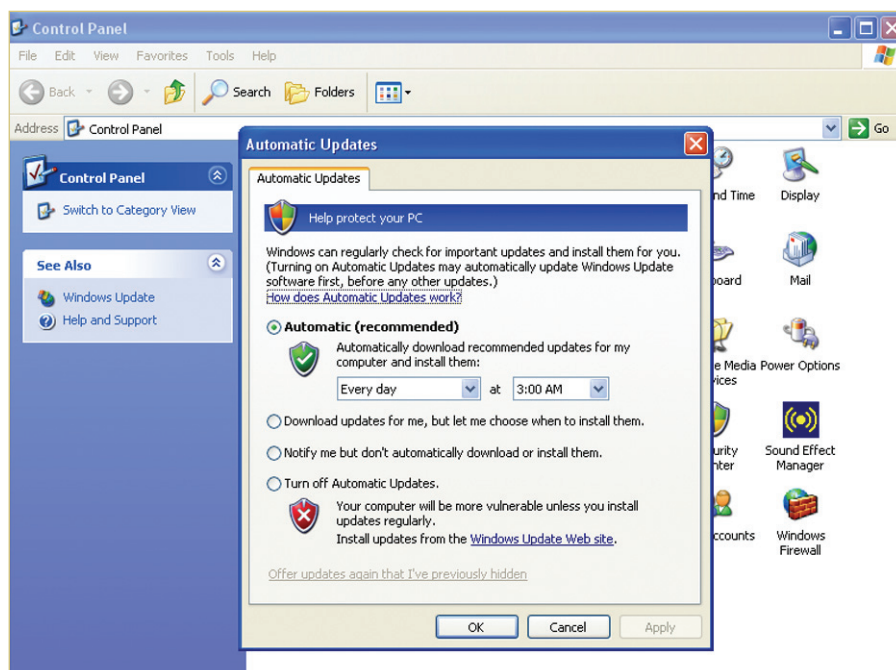 Control Panel
File Edit View Favorites Tools Help
Back Search Folders
Address Control Panel Go
Control Panel
Switch to Category View
See Also
Windows Update
Help and Support
Automatic Updates
Automatic Updates
Help protect your PC
Windows can regularly check for important updates and install them for you.
(Turning on Automatic Updates may automatically update Windows Update
software first, before any other updates.)
How does Automatic Updates work?
Automatic (recommended)
Automatically download recommended updates for my
computer and install them:
Every day at 3:00 AM
Download updates for me, but let me choose when to install them.
Notify me but don't automatically download or install them.
Turn off Automatic Updates.
Your computer will be more vulnerable unless you install
updates regularly.
Install updates from the Windows Update Web site.
Offer updates again that I've previously hidden
OK Cancel Apply
nd Time Display
board Mail
e Media Power Options
vices
urity Sound Effect
nter Manager
ccounts Windows
Firewall